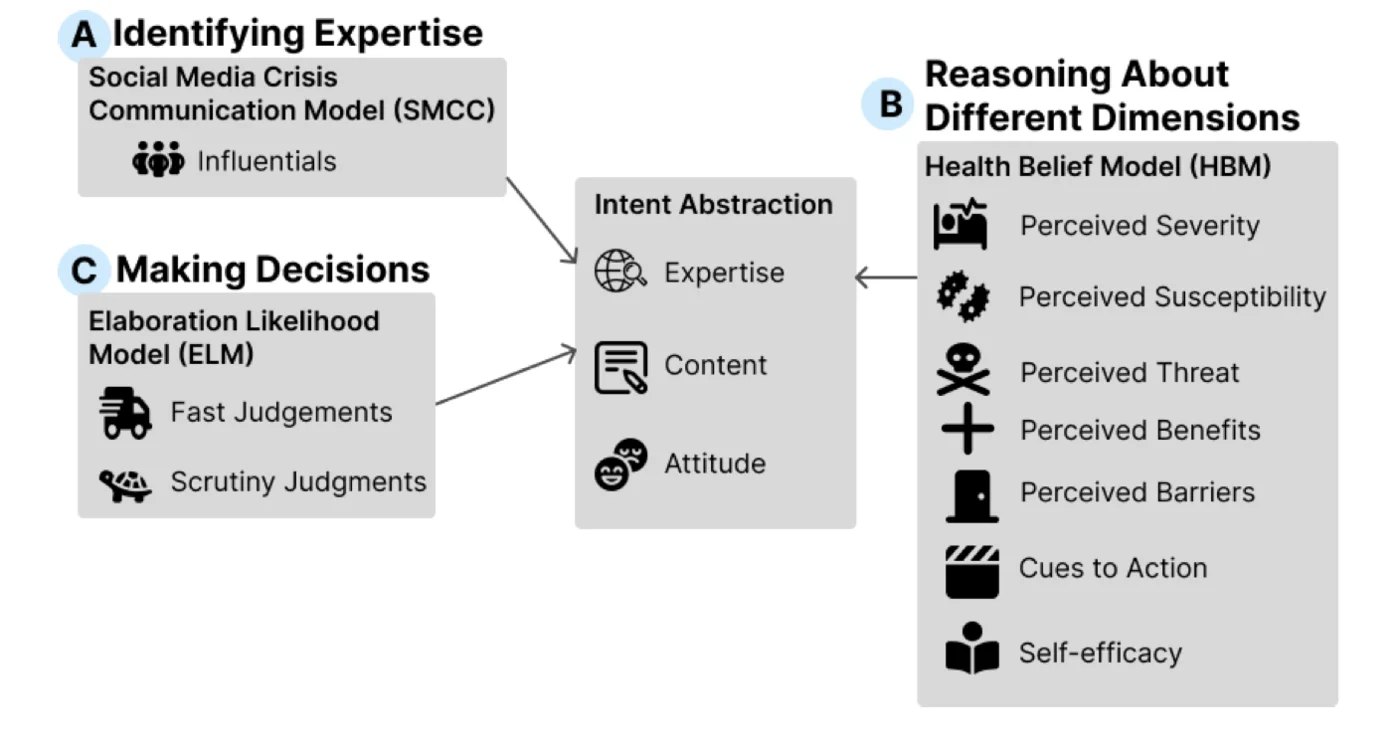 A Identifying Expertise
Social Media Crisis
Communication Model (SMCC)
Influentials
C Making Decisions
Elaboration Likelihood
Model (ELM)
Fast Judgements
Scrutiny Judgments
Intent Abstraction
Expertise
Content
Attitude
B Reasoning About
Different Dimensions
Health Belief Model (HBM)
Perceived Severity
Perceived Susceptibility
Perceived Threat
Perceived Benefits
Perceived Barriers
Cues to Action
Self-efficacy